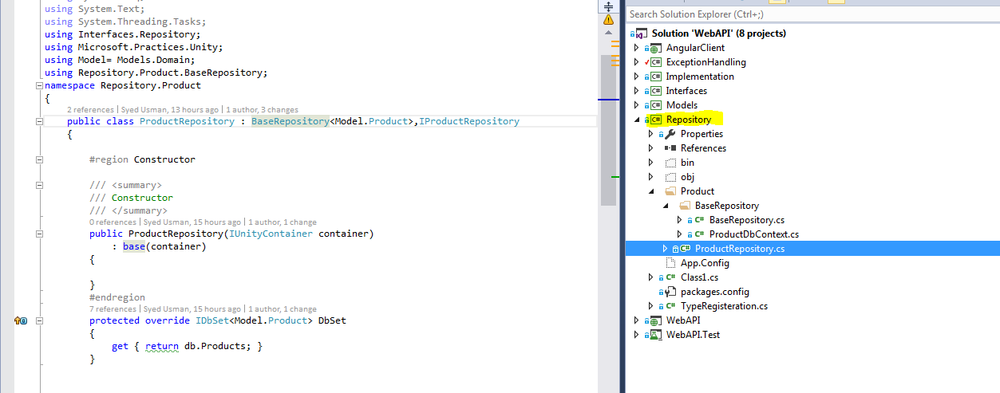 using System.Text;
using System.Threading.Tasks;
using Interfaces.Repository;
using Microsoft.Practices.Unity;
using Model= Models.Domain;
using Repository.Product.BaseRepository;
namespace Repository.Product
{
2 references | Syed Usman, 13 hours ago | 1 author, 3 changes
public class ProductRepository : BaseRepository<Model.Product>,IProductRepository
{
#region Constructor
/// <summary>
/// Constructor
/// </summary>
0 references | Syed Usman, 15 hours ago | 1 author, 1 change
public ProductRepository(IUnityContainer container)
: base(container)
{
}
#endregion
7 references | Syed Usman, 15 hours ago | 1 author, 1 change
protected override IDbSet<Model.Product> DbSet
{
get { return db.Products; }
}
Search Solution Explorer (Ctrl+;)
Solution 'WebAPI' (8 projects)
AngularClient
C# ExceptionHandling
C# Implementation
C# Interfaces
C# Models
C# Repository
Properties
References
bin
obj
Product
BaseRepository
C# BaseRepository.cs
C# ProductDbContext.cs
C# ProductRepository.cs
App.Config
C# Class1.cs
packages.config
C# TypeRegisteration.cs
WebAPI
WebAPI.Test